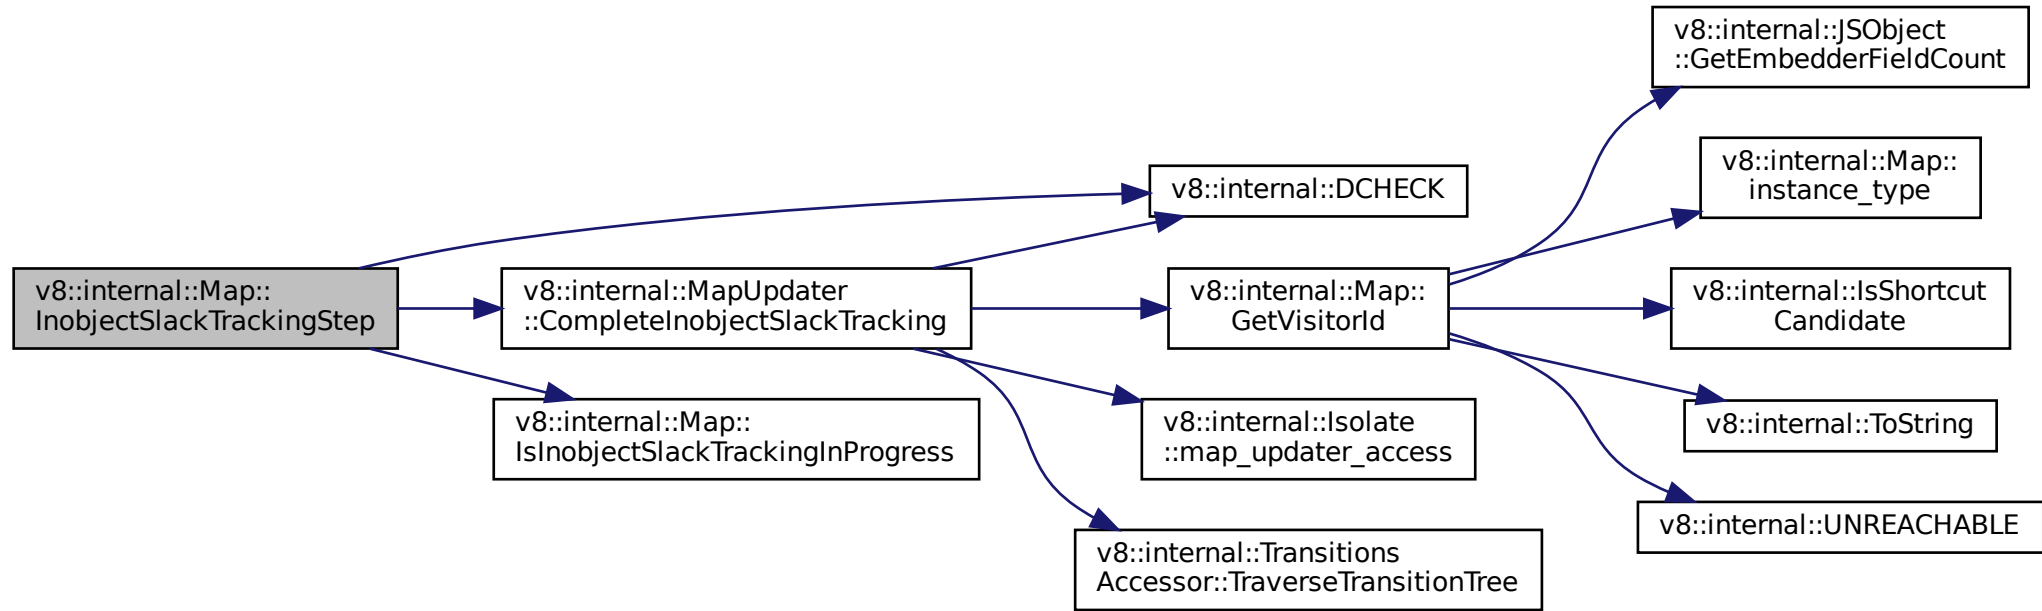 v8::internal::Map::
InobjectSlackTrackingStep
v8::internal::DCHECK
v8::internal::MapUpdater
::CompleteInobjectSlackTracking
v8::internal::Map::
IsInobjectSlackTrackingInProgress
v8::internal::Map::
GetVisitorId
v8::internal::Isolate
::map_updater_access
v8::internal::Transitions
Accessor::TraverseTransitionTree
v8::internal::JSObject
::GetEmbedderFieldCount
v8::internal::Map::
instance_type
v8::internal::IsShortcut
Candidate
v8::internal::ToString
v8::internal::UNREACHABLE